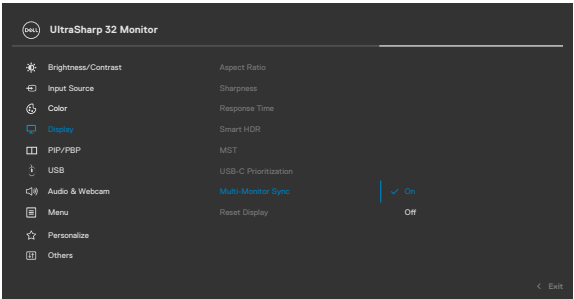 DELL UltraSharp 32 Monitor
Brightness/Contrast Aspect Ratio
Input Source Sharpness
Color Response Time
Display Smart HDR
PIP/PBP MST
USB USB-C Prioritization
Audio & Webcam Multi-Monitor Sync On
Menu Reset Display Off
Personalize
Others
Exit